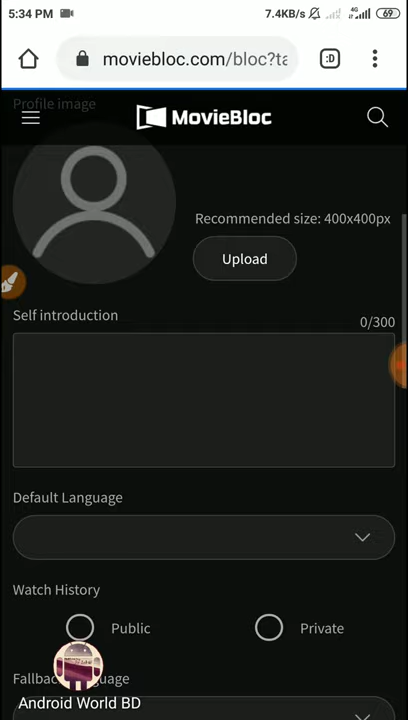 5:34 PM 7.4KB/s 4G 69
moviebloc.com/bloc?ta :D
Profile image
MovieBloc
Recommended size: 400x400px
Upload
Self introduction
0/300
Default Language
Watch History
Public Private
Android World BD